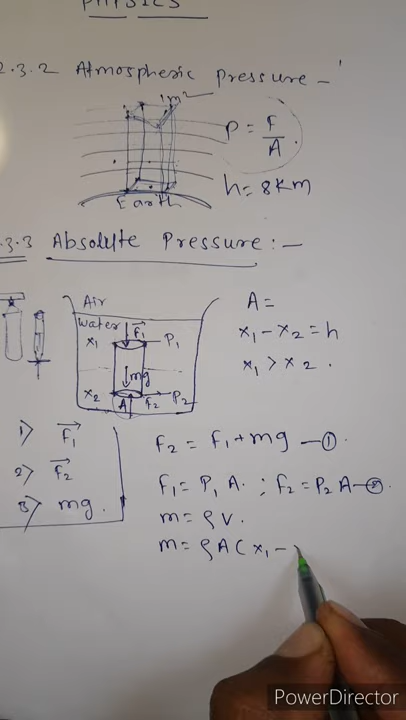 PHYSICS
2.3.2 Atmospheric Pressure -
1m²
P = F/A.
h = 8Km
Earth
.3.3 Absolute Pressure :-
Air
Water F₁
x₁ P₁
mg
x₂ A F₂ P₂
A =
x₁ - x₂ = h
x₁ > x₂.
1> F₁
2> F₂
3> mg.
F₂ = F₁ + mg —①.
F₁ = P₁ A. ; F₂ = P₂ A —②.
m = ρV.
m = ρA(x₁ -
PowerDirector